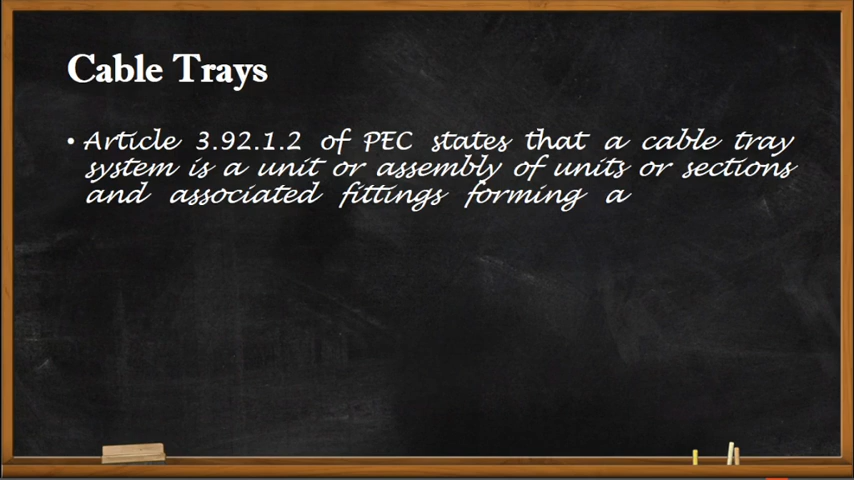 Cable Trays
• Article 3.92.1.2 of PEC states that a cable tray
system is a unit or assembly of units or sections
and associated fittings forming a